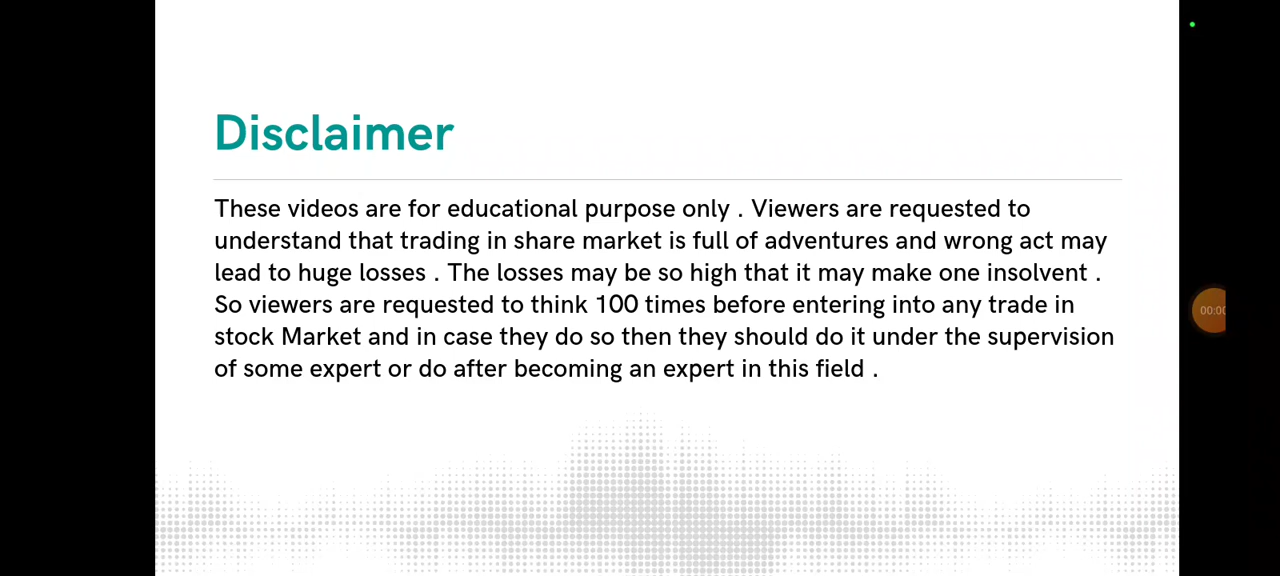 Disclaimer
These videos are for educational purpose only . Viewers are requested to
understand that trading in share market is full of adventures and wrong act may
lead to huge losses . The losses may be so high that it may make one insolvent .
So viewers are requested to think 100 times before entering into any trade in
stock Market and in case they do so then they should do it under the supervision
of some expert or do after becoming an expert in this field .